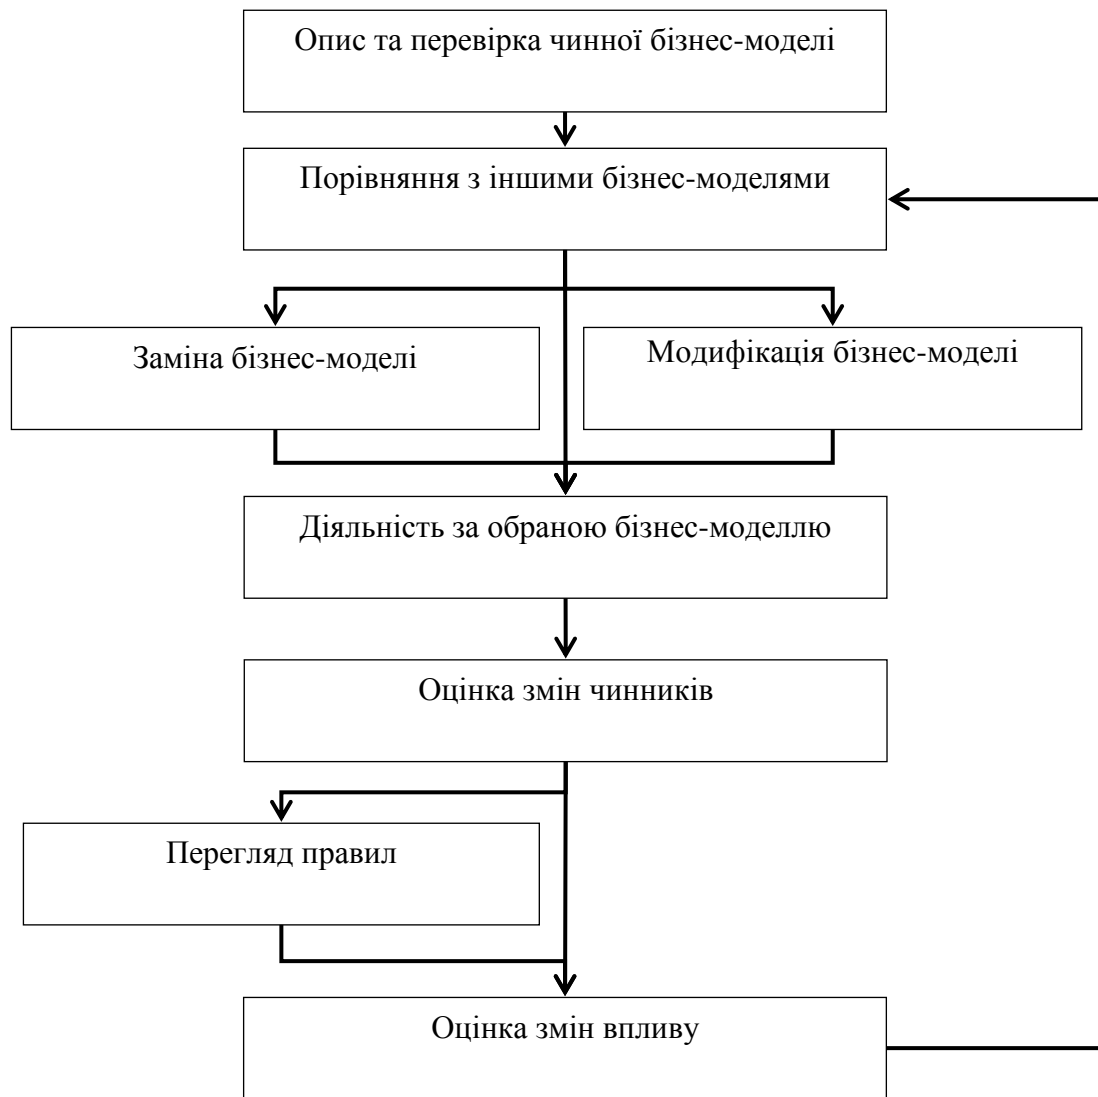 Опис та перевірка чинної бізнес-моделі
Порівняння з іншими бізнес-моделями
Заміна бізнес-моделі
Модифікація бізнес-моделі
Діяльність за обраною бізнес-моделлю
Оцінка змін чинників
Перегляд правил
Оцінка змін впливу